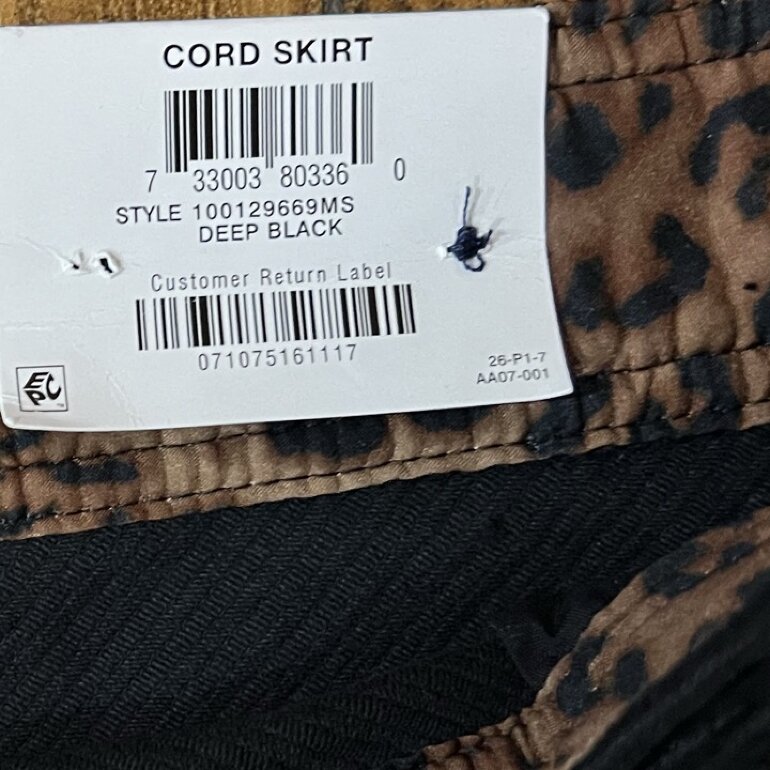 CORD SKIRT
7 33003 80336 0
STYLE 100129669MS
DEEP BLACK
Customer Return Label
071075161117
26-P1-7
AA07-001
EPC